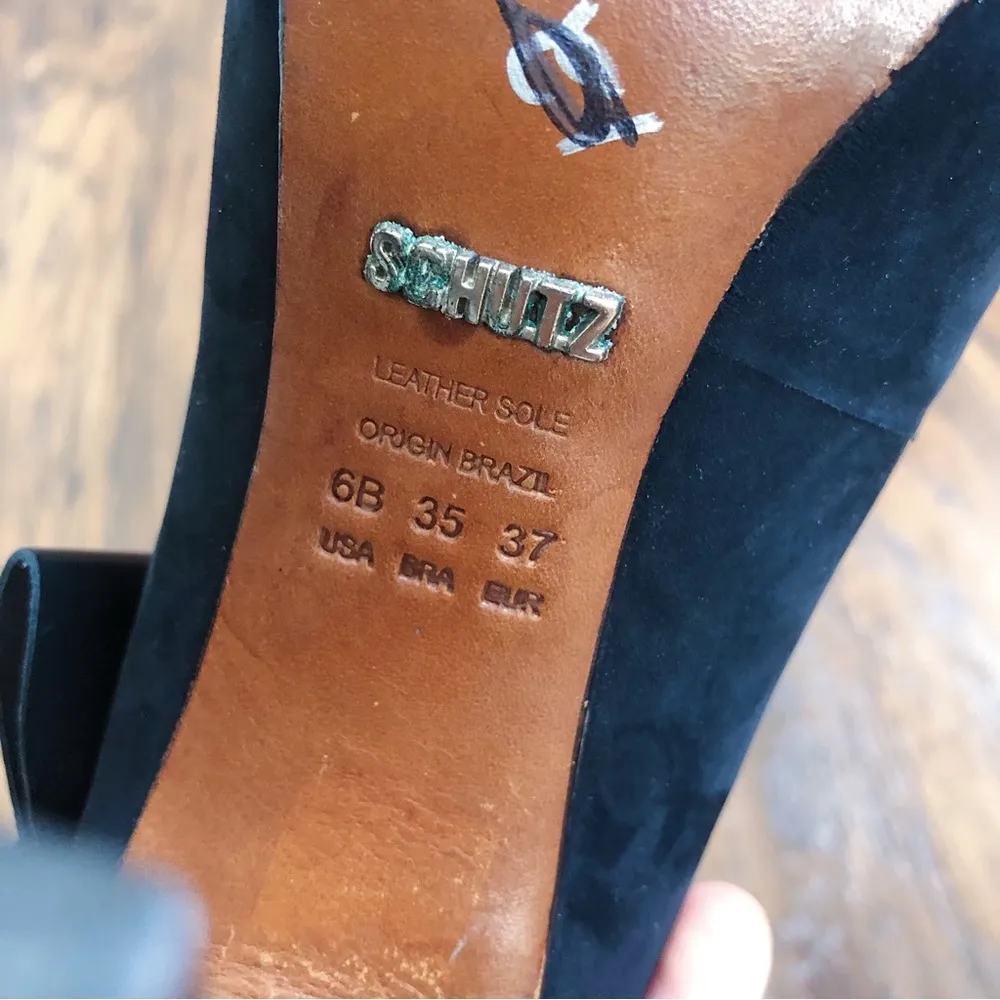 SCHUTZ
LEATHER SOLE
ORIGIN BRAZIL
6B 35 37
USA BRA EUR